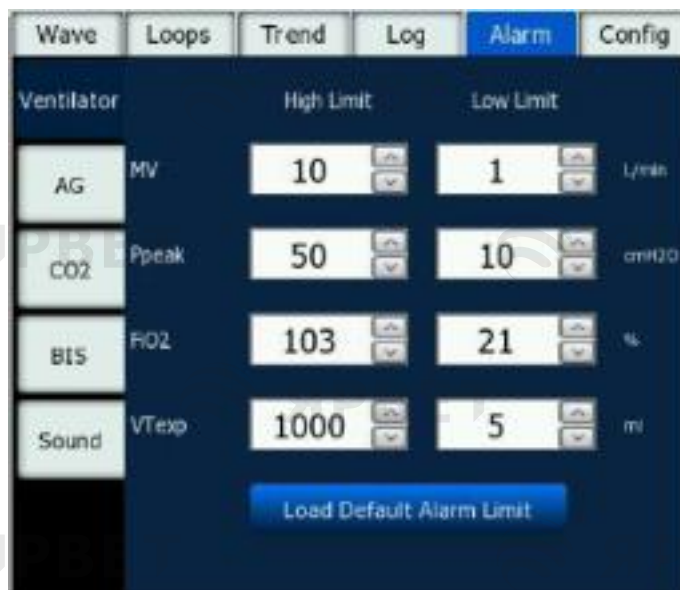 Wave Loops Trend Log Alarm Config
Ventilator High Limit Low Limit
MV 10 1 L/min
AG
Ppeak 50 10 cmH2O
CO2
FiO2 103 21 %
BIS
VTexp 1000 5 ml
Sound
Load Default Alarm Limit